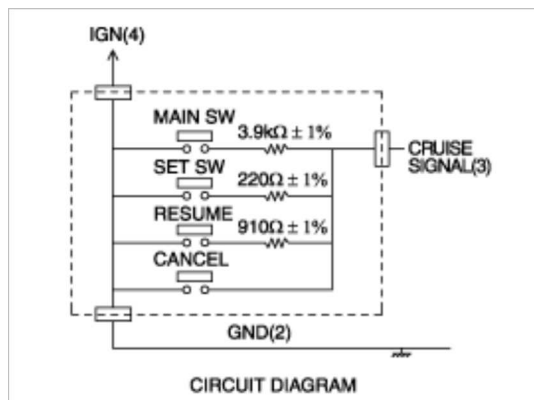 IGN(4)
MAIN SW
3.9kΩ ± 1%
CRUISE
SIGNAL(3)
SET SW
220Ω ± 1%
RESUME
910Ω ± 1%
CANCEL
GND(2)
CIRCUIT DIAGRAM